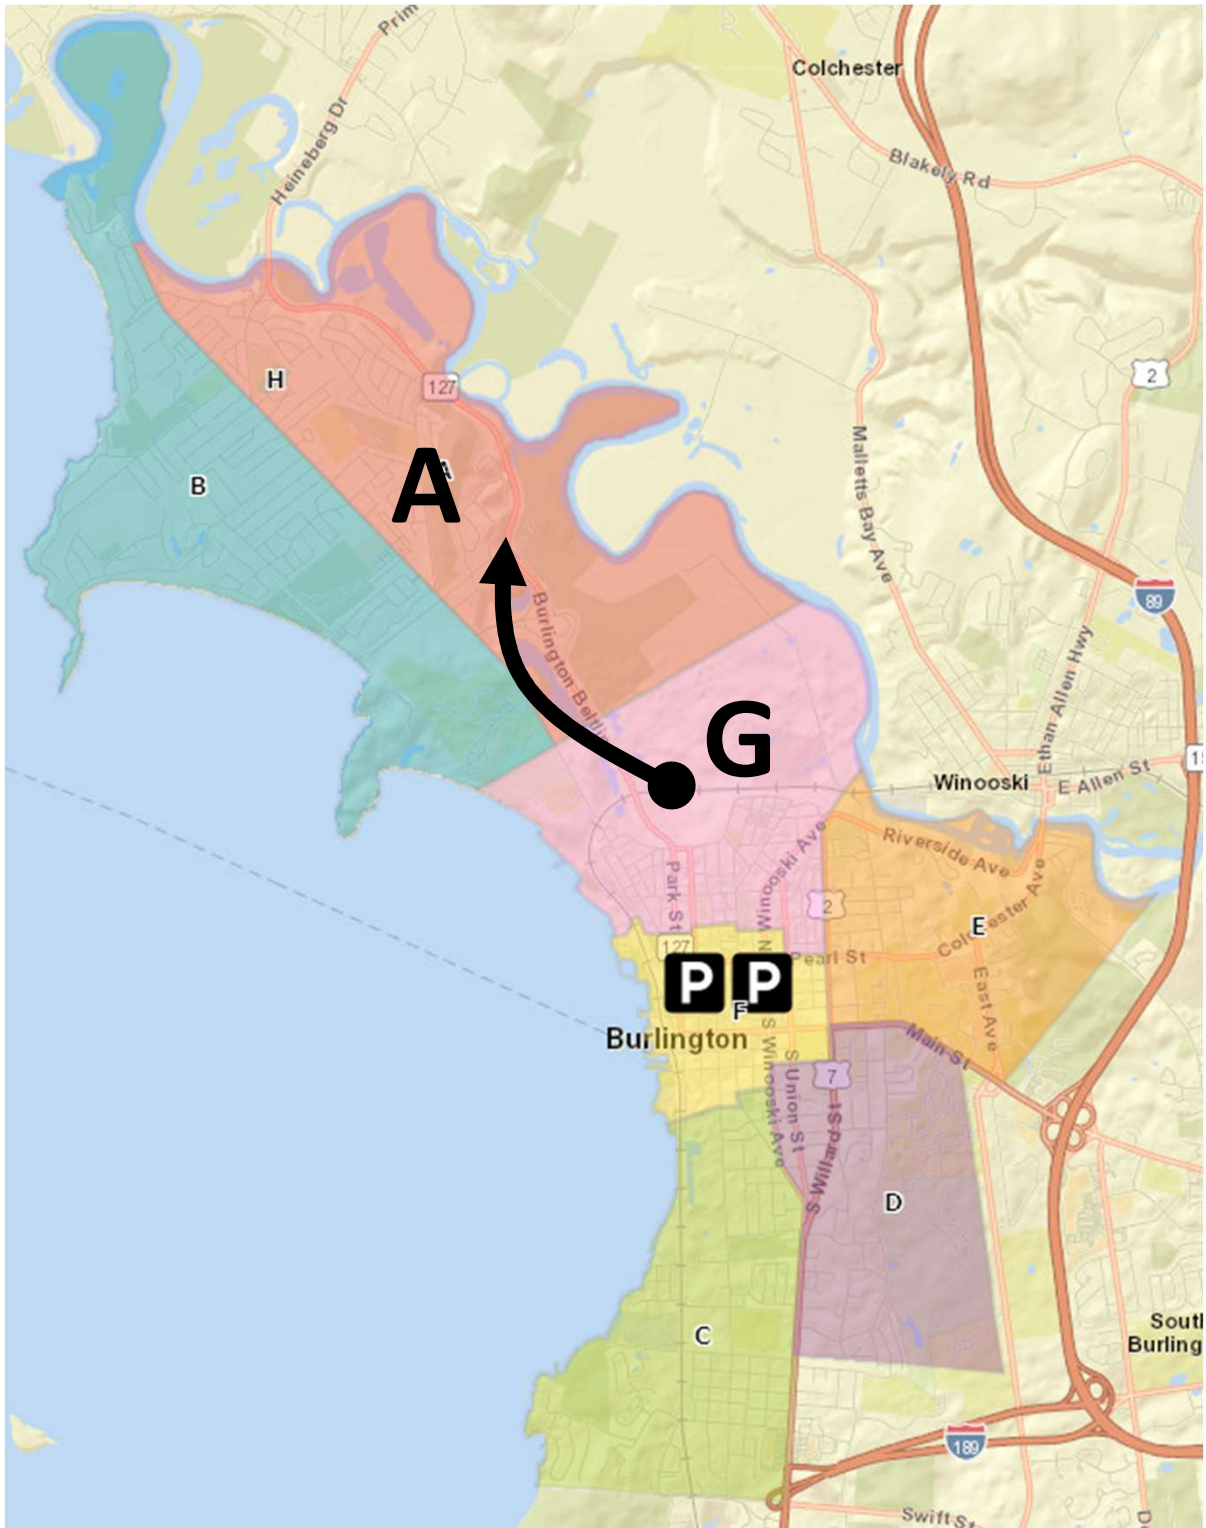 Prim
Colchester
Heineberg Dr
Blakely Rd
2
H
127
A
B
Malletts Bay Ave
89
Burlington Beltlin
Ethan Allen Hwy
G
Winooski
E Allen St
Riverside Ave
Park St
N Winooski Ave
2
Colchester Ave
E
127
Pearl St
P P
F
East Ave
Burlington
Main St
7
S Winooski Ave
S Union St
S Willard St
D
C
South
Burling
189
Swift St
D